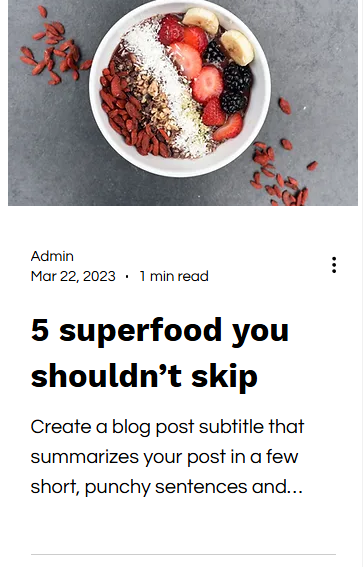 Admin
Mar 22, 2023 · 1 min read
5 superfood you
shouldn’t skip
Create a blog post subtitle that
summarizes your post in a few
short, punchy sentences and…